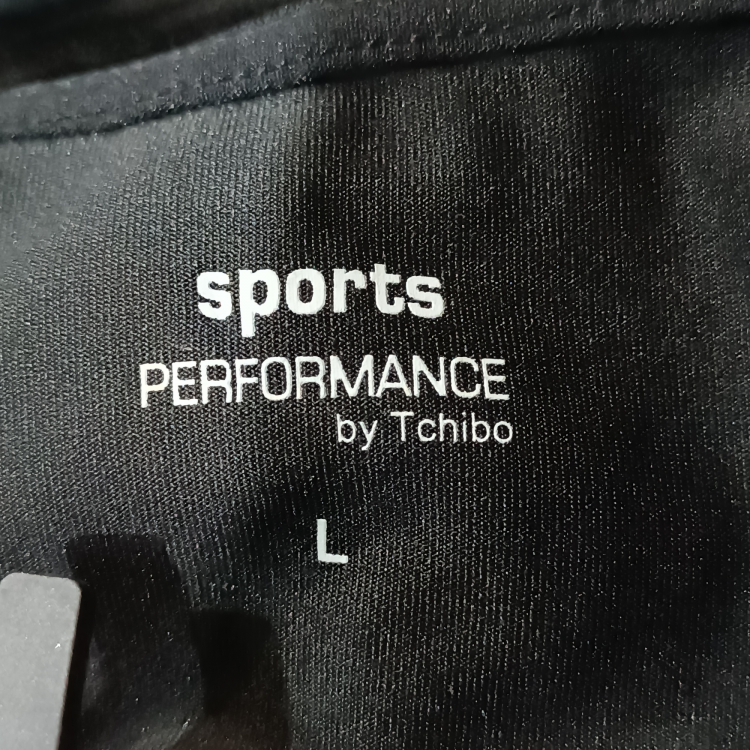 sports
PERFORMANCE
by Tchibo
L